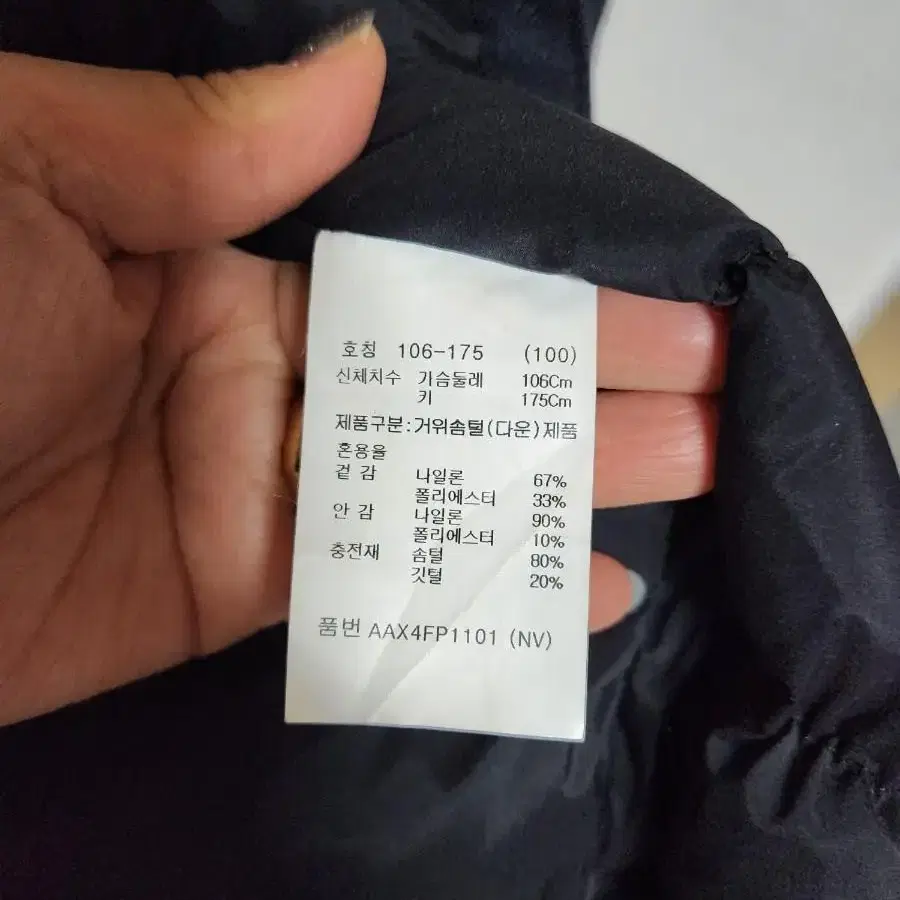 호칭 106-175 (100)
신체치수 가슴둘레 106Cm
키 175Cm
제품구분:거위솜털(다운)제품
혼용율
겉 감 나일론 67%
폴리에스터 33%
안 감 나일론 90%
폴리에스터 10%
충전재 솜털 80%
깃털 20%
품번 AAX4FP1101 (NV)